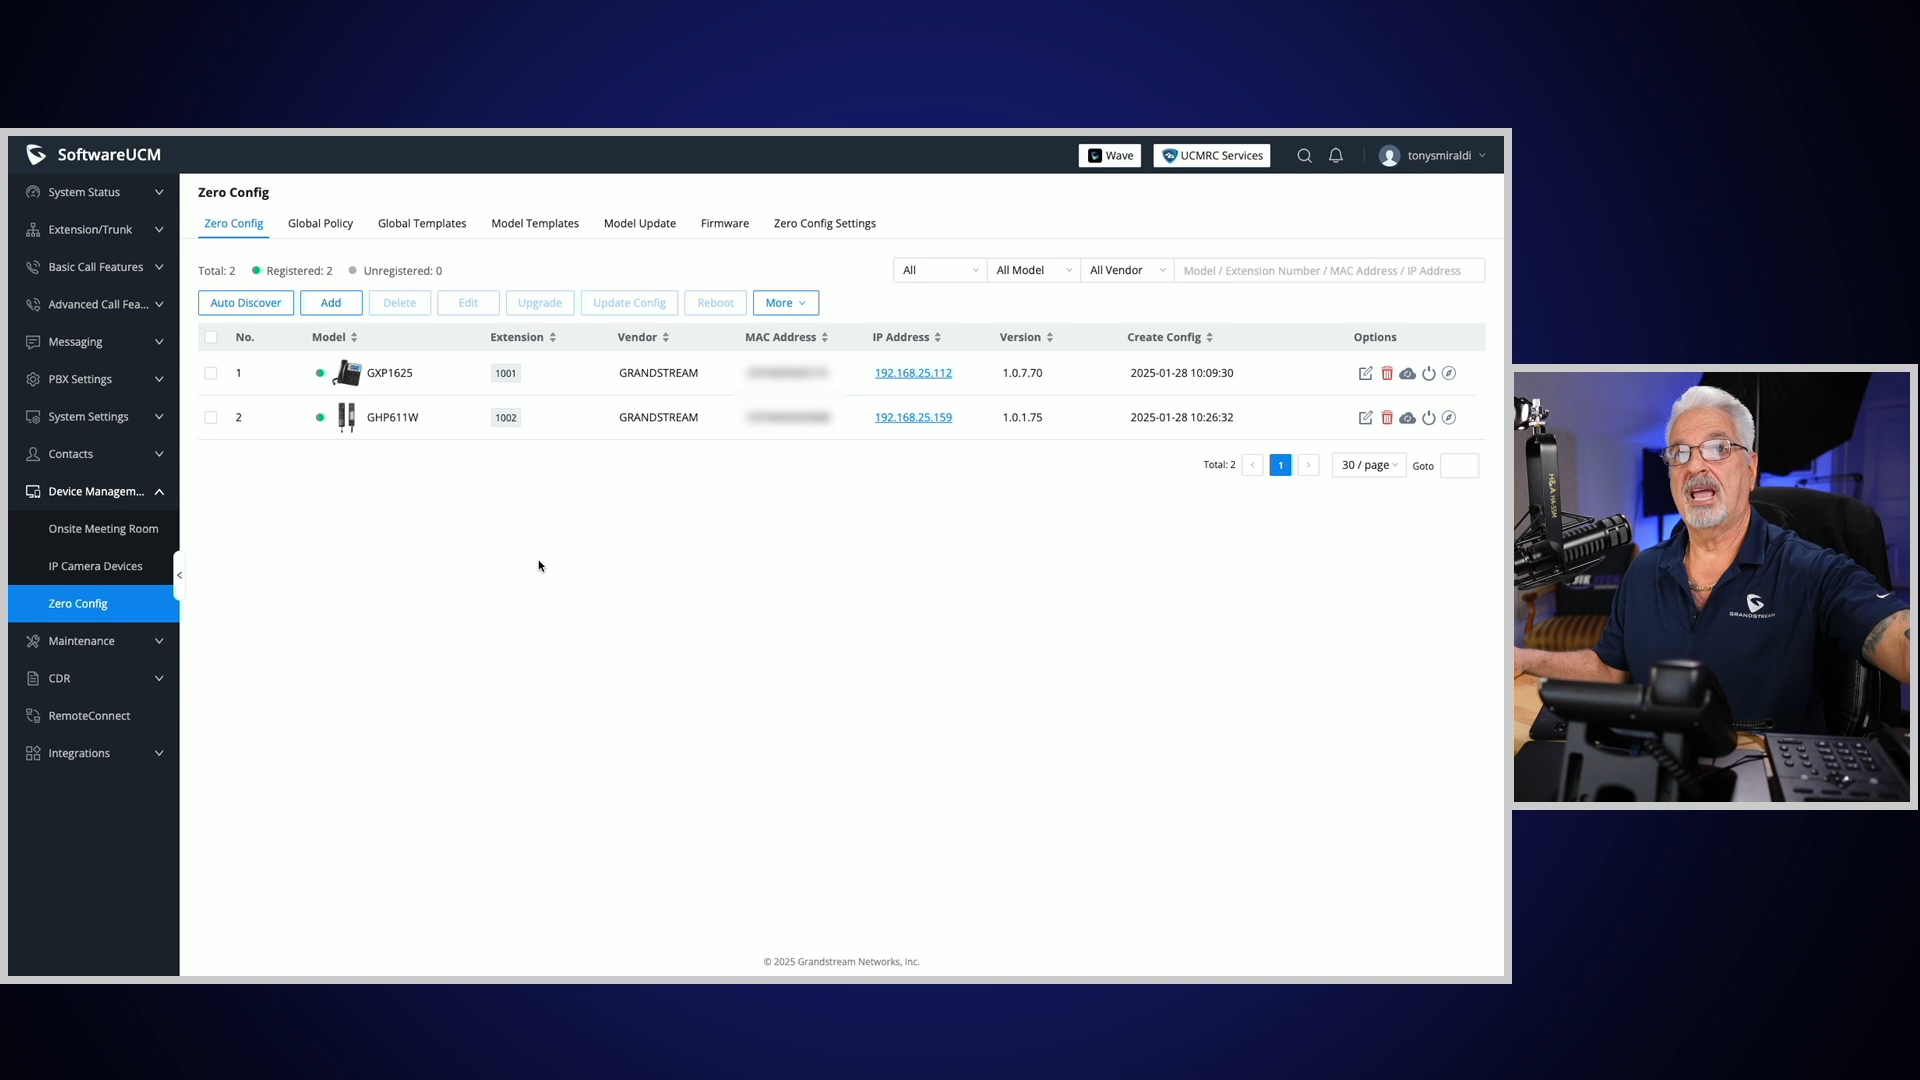 SoftwareUCM
Wave
UCMRC Services
tonysmiraldi
System Status
Extension/Trunk
Basic Call Features
Advanced Call Fea...
Messaging
PBX Settings
System Settings
Contacts
Device Managem...
Onsite Meeting Room
IP Camera Devices
Zero Config
Maintenance
CDR
RemoteConnect
Integrations
Zero Config
Zero Config Global Policy Global Templates Model Templates Model Update Firmware Zero Config Settings
Total: 2 Registered: 2 Unregistered: 0
All All Model All Vendor Model / Extension Number / MAC Address / IP Address
Auto Discover Add Delete Edit Upgrade Update Config Reboot More
No. Model Extension Vendor MAC Address IP Address Version Create Config Options
1 GXP1625 1001 GRANDSTREAM 192.168.25.112 1.0.7.70 2025-01-28 10:09:30
2 GHP611W 1002 GRANDSTREAM 192.168.25.159 1.0.1.75 2025-01-28 10:26:32
Total: 2 < 1 > 30 / page Goto
© 2025 Grandstream Networks, Inc.
H&A HA-SSM
GRANDSTREAM